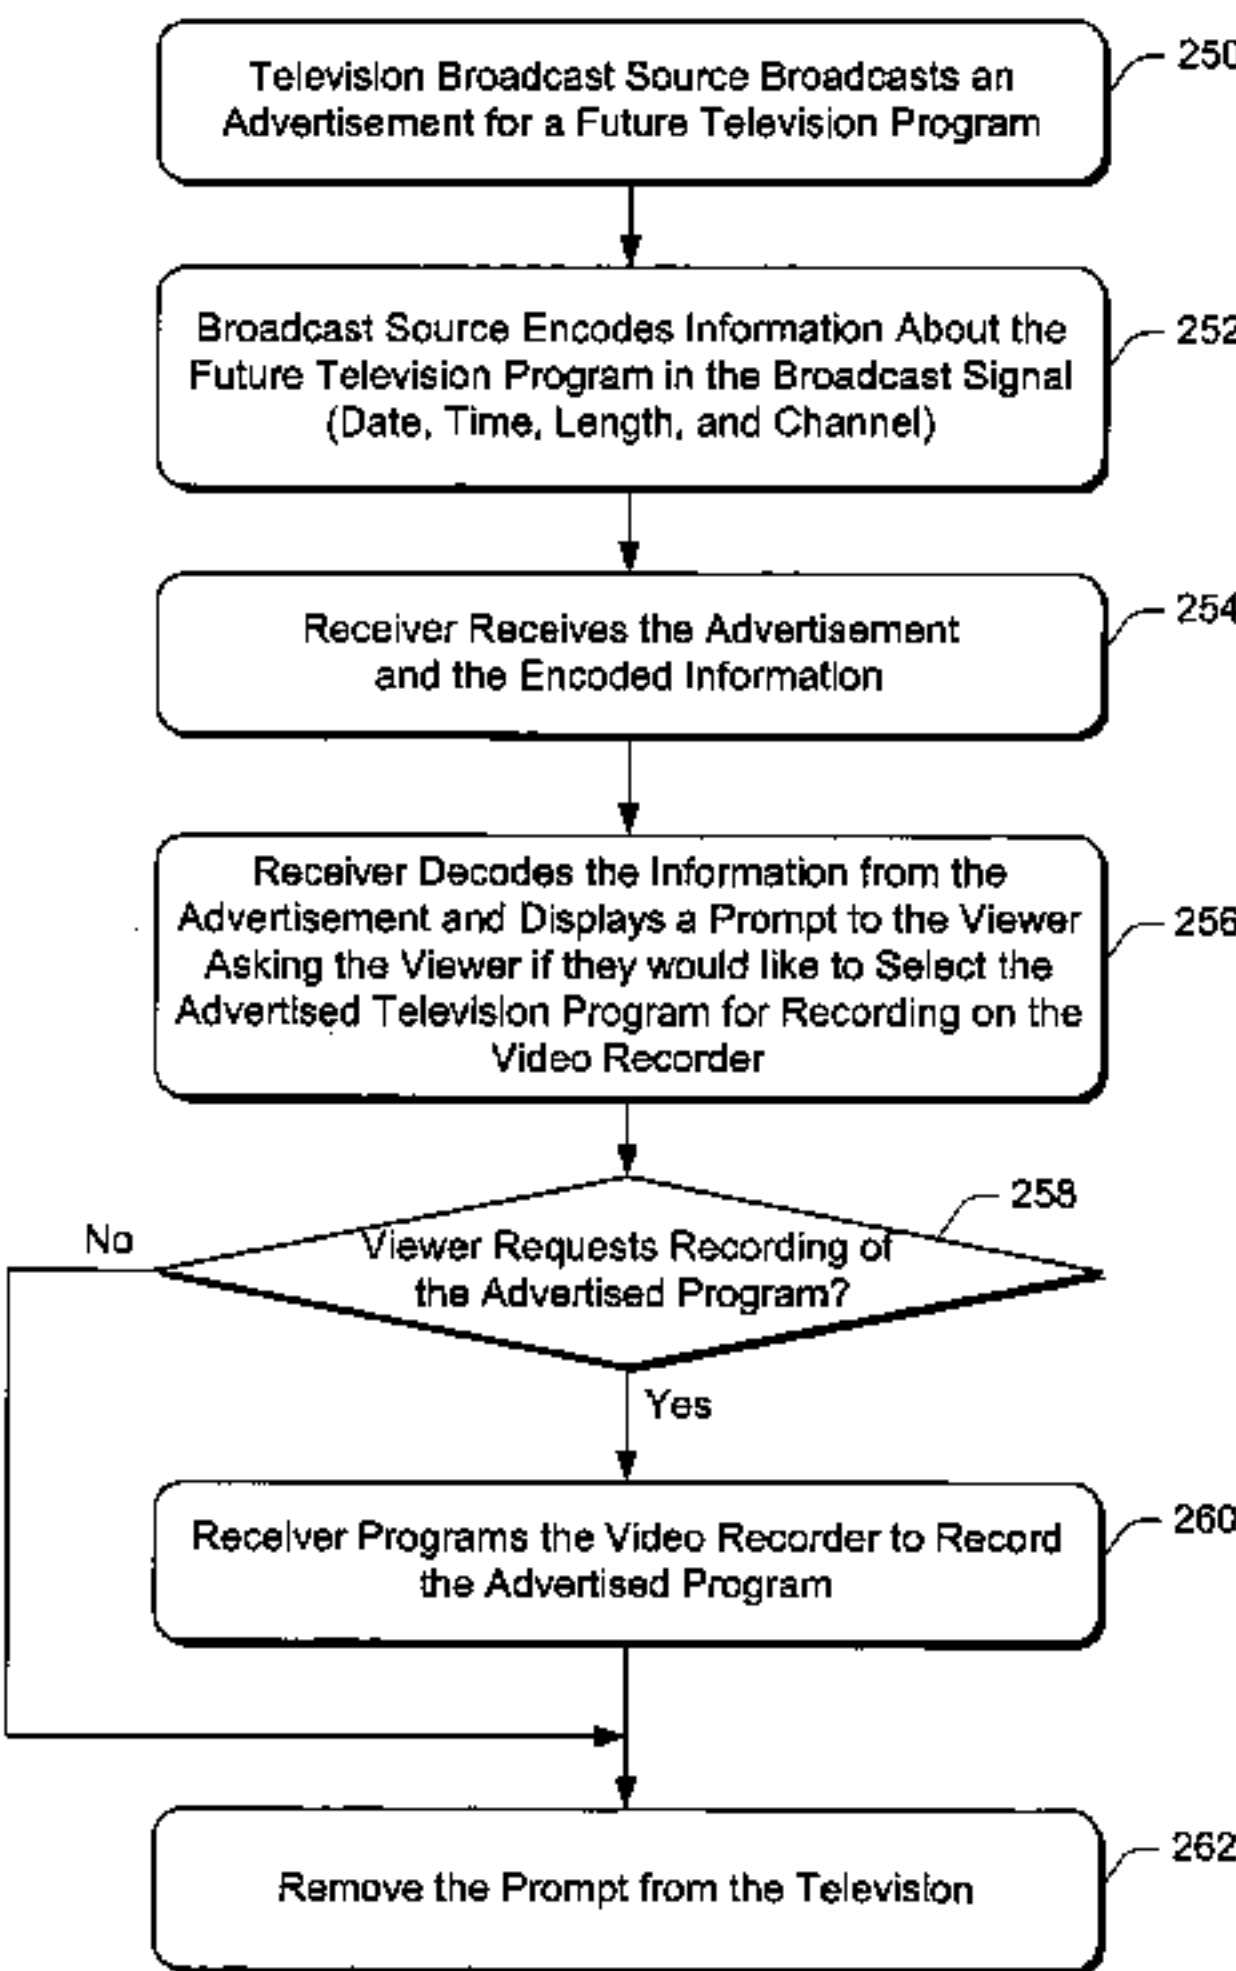 Television Broadcast Source Broadcasts an
Advertisement for a Future Television Program
250
Broadcast Source Encodes Information About the
Future Television Program in the Broadcast Signal
(Date, Time, Length, and Channel)
252
Receiver Receives the Advertisement
and the Encoded Information
254
Receiver Decodes the Information from the
Advertisement and Displays a Prompt to the Viewer
Asking the Viewer if they would like to Select the
Advertised Television Program for Recording on the
Video Recorder
256
258
No
Viewer Requests Recording of
the Advertised Program?
Yes
Receiver Programs the Video Recorder to Record
the Advertised Program
260
Remove the Prompt from the Television
262